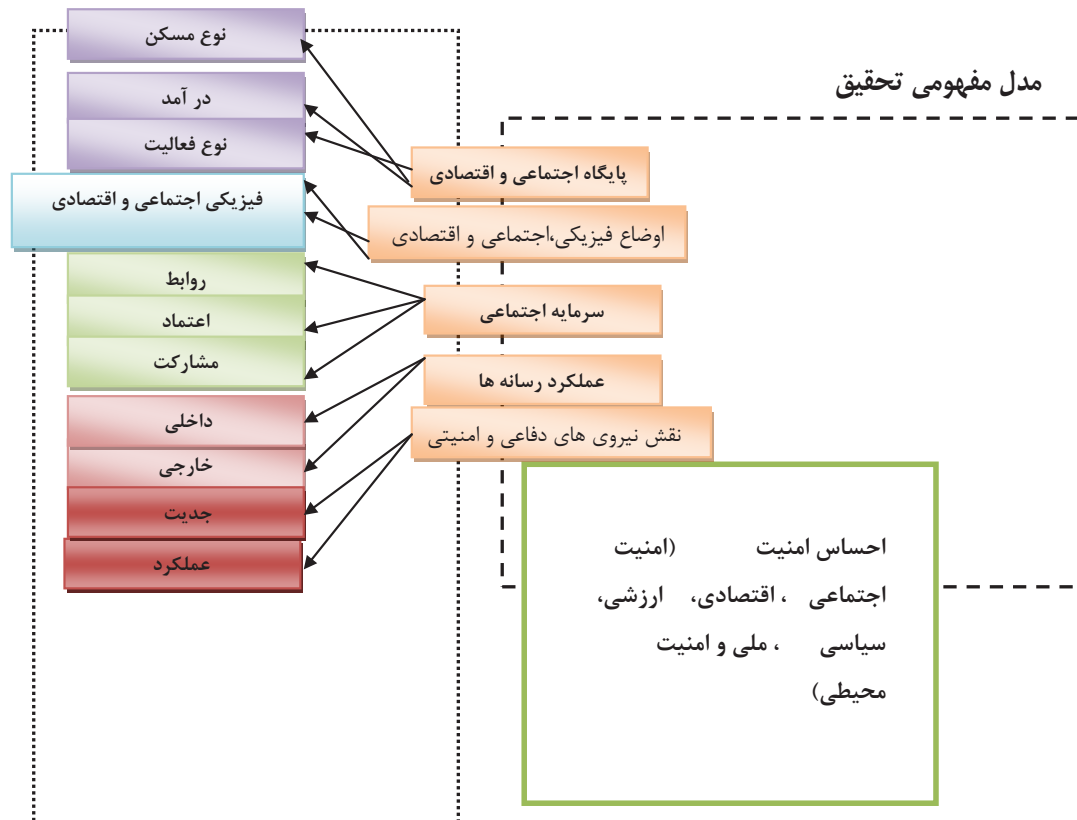 مدل مفهومی تحقیق
نوع مسکن
در آمد
نوع فعالیت
فیزیکی اجتماعی و اقتصادی
روابط
اعتماد
مشارکت
داخلی
خارجی
جدیت
عملکرد
پایگاه اجتماعی و اقتصادی
اوضاع فیزیکی،اجتماعی و اقتصادی
سرمایه اجتماعی
عملکرد رسانه ها
نقش نیروی های دفاعی و امنیتی
احساس امنیت (امنیت
اجتماعی ، اقتصادی، ارزشی،
سیاسی ، ملی و امنیت
محیطی)